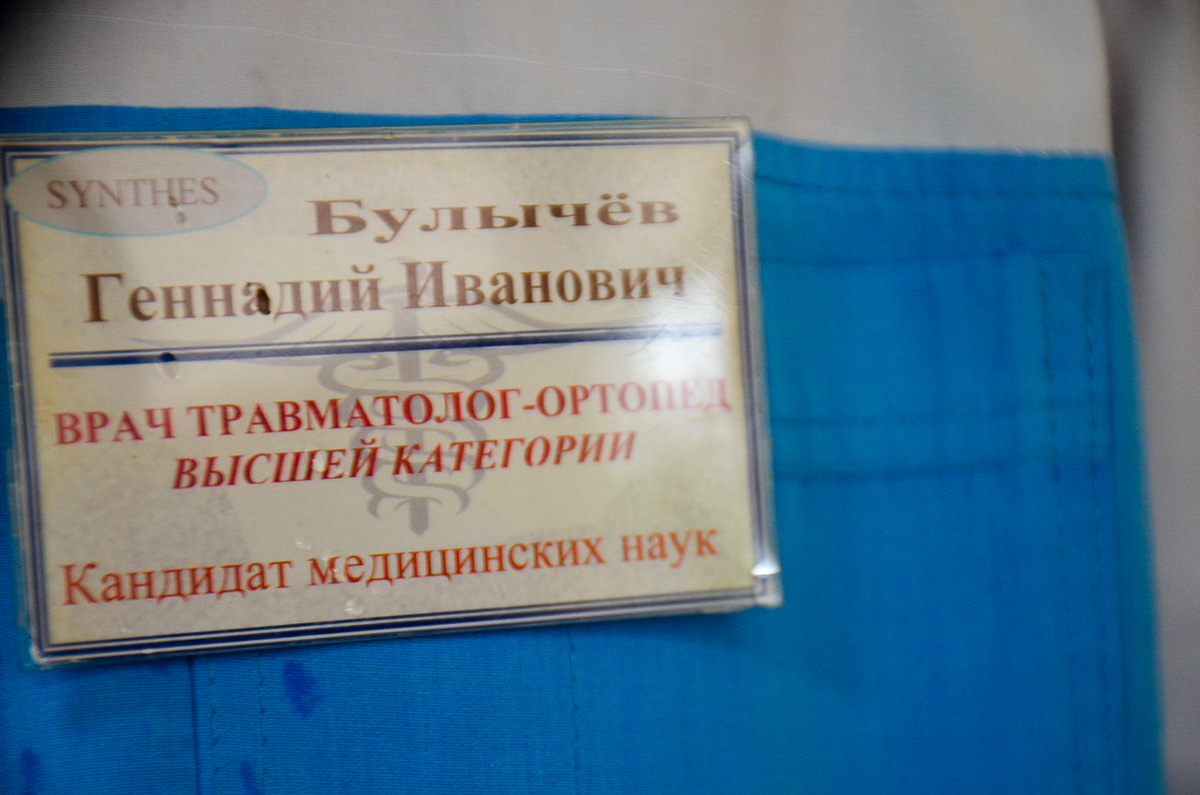 SYNTHES
Булычёв
Геннадий Иванович
ВРАЧ ТРАВМАТОЛОГ-ОРТОПЕД
ВЫСШЕЙ КАТЕГОРИИ
Кандидат медицинских наук